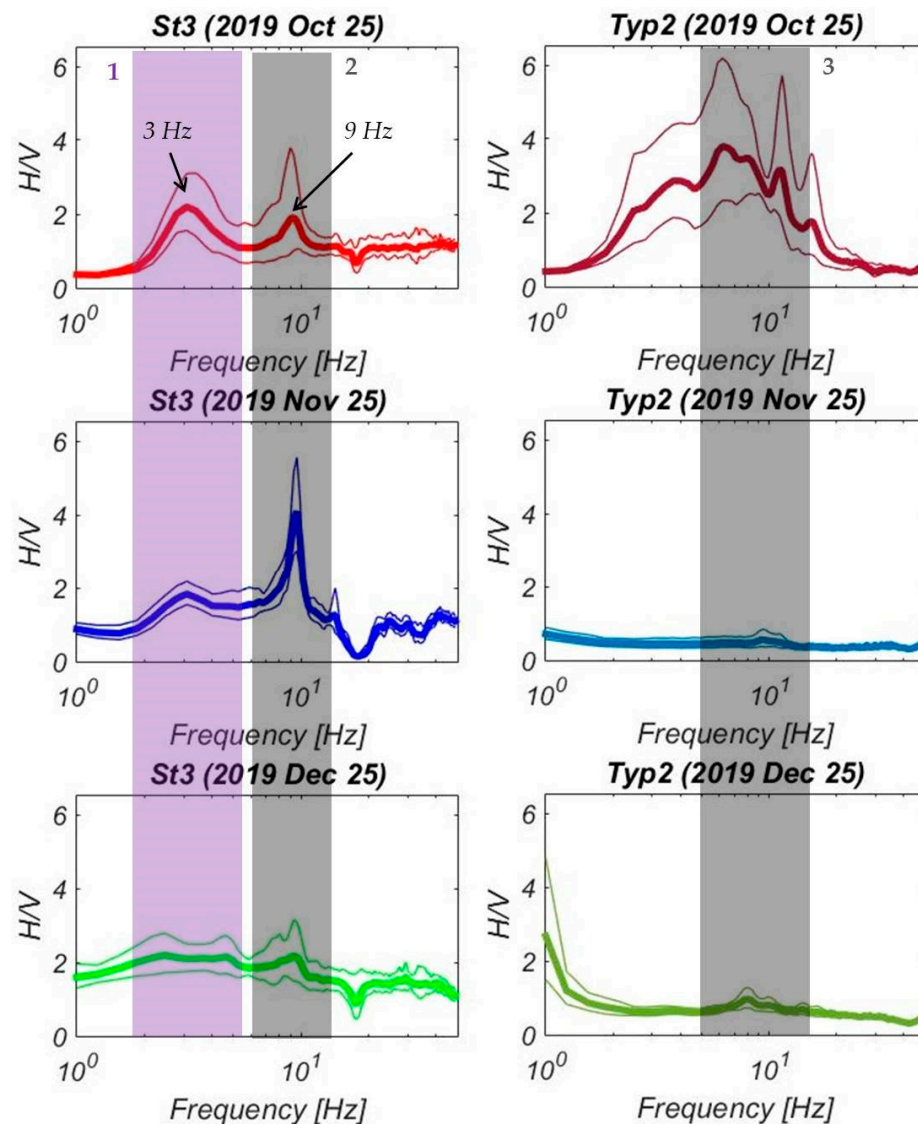 St3 (2019 Oct 25)
6
4
2
0
H/V
1
2
3 Hz
9 Hz
10^0
10^1
Frequency [Hz]
Typ2 (2019 Oct 25)
6
4
2
0
H/V
3
10^0
10^1
Frequency [Hz]
St3 (2019 Nov 25)
6
4
2
0
H/V
10^0
10^1
Frequency [Hz]
Typ2 (2019 Nov 25)
6
4
2
0
H/V
10^0
10^1
Frequency [Hz]
St3 (2019 Dec 25)
6
4
2
0
H/V
10^0
10^1
Frequency [Hz]
Typ2 (2019 Dec 25)
6
4
2
0
H/V
10^0
10^1
Frequency [Hz]